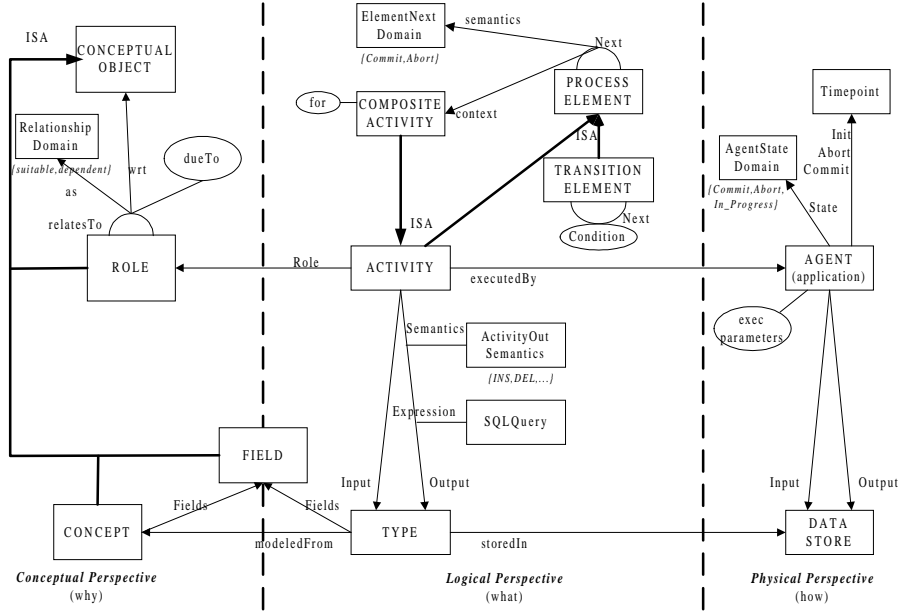 ISA
CONCEPTUAL
OBJECT
Relationship
Domain
[suitable,dependent]
as
wrt
dueTo
relatesTo
ROLE
FIELD
Fields
Fields
CONCEPT
modeledFrom
Conceptual Perspective
(why)
ElementNext
Domain
[Commit,Abort]
semantics
Next
PROCESS
ELEMENT
for
COMPOSITE
ACTIVITY
context
ISA
TRANSITION
ELEMENT
Next
Condition
ISA
Role
ACTIVITY
executedBy
Semantics
ActivityOut
Semantics
[INS,DEL,...]
Expression
SQLQuery
Input
Output
TYPE
storedIn
Logical Perspective
(what)
Timepoint
Init
Abort
Commit
AgentState
Domain
[Commit,Abort,
In_Progress]
State
AGENT
(application)
exec
parameters
Input
Output
DATA
STORE
Physical Perspective
(how)